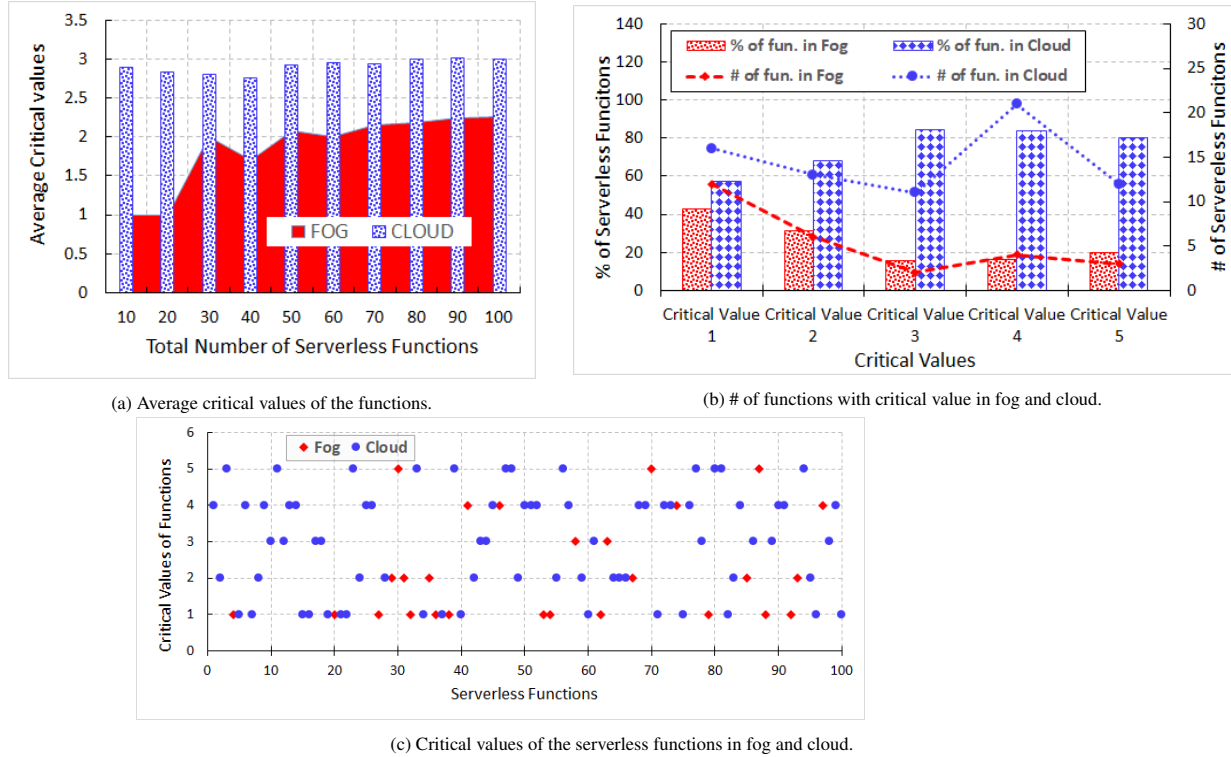 3.5
3
2.5
2
1.5
1
0.5
0
Average Critical values
FOG CLOUD
10 20 30 40 50 60 70 80 90 100
Total Number of Serverless Functions
(a) Average critical values of the functions.
140
120
100
80
60
40
20
0
% of Serverless Funcitons
% of fun. in Fog % of fun. in Cloud
# of fun. in Fog # of fun. in Cloud
30
25
20
15
10
5
0
# of Servereless Functions
Critical Value Critical Value Critical Value Critical Value Critical Value
1 2 3 4 5
Critical Values
(b) # of functions with critical value in fog and cloud.
6
5
4
3
2
1
0
Critical Values of Functions
Fog Cloud
0 10 20 30 40 50 60 70 80 90 100
Serverless Functions
(c) Critical values of the serverless functions in fog and cloud.